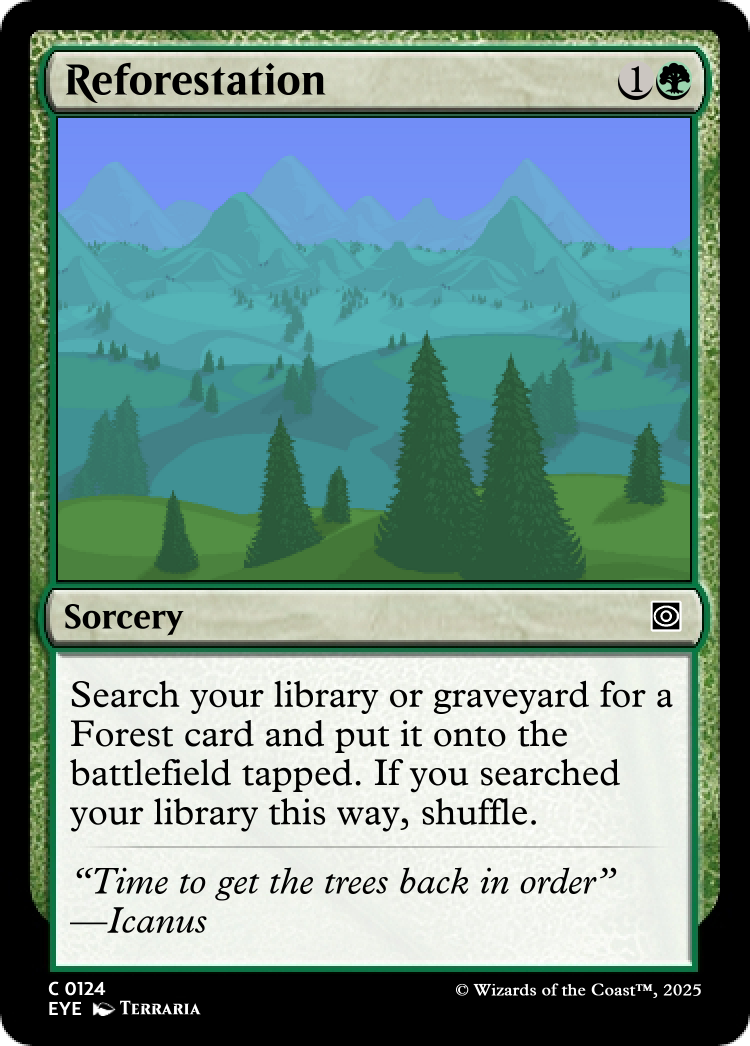 Reforestation
1
Sorcery
Search your library or graveyard for a
Forest card and put it onto the
battlefield tapped. If you searched
your library this way, shuffle.
“Time to get the trees back in order”
—Icanus
C 0124
EYE TERRARIA
© Wizards of the Coast™, 2025